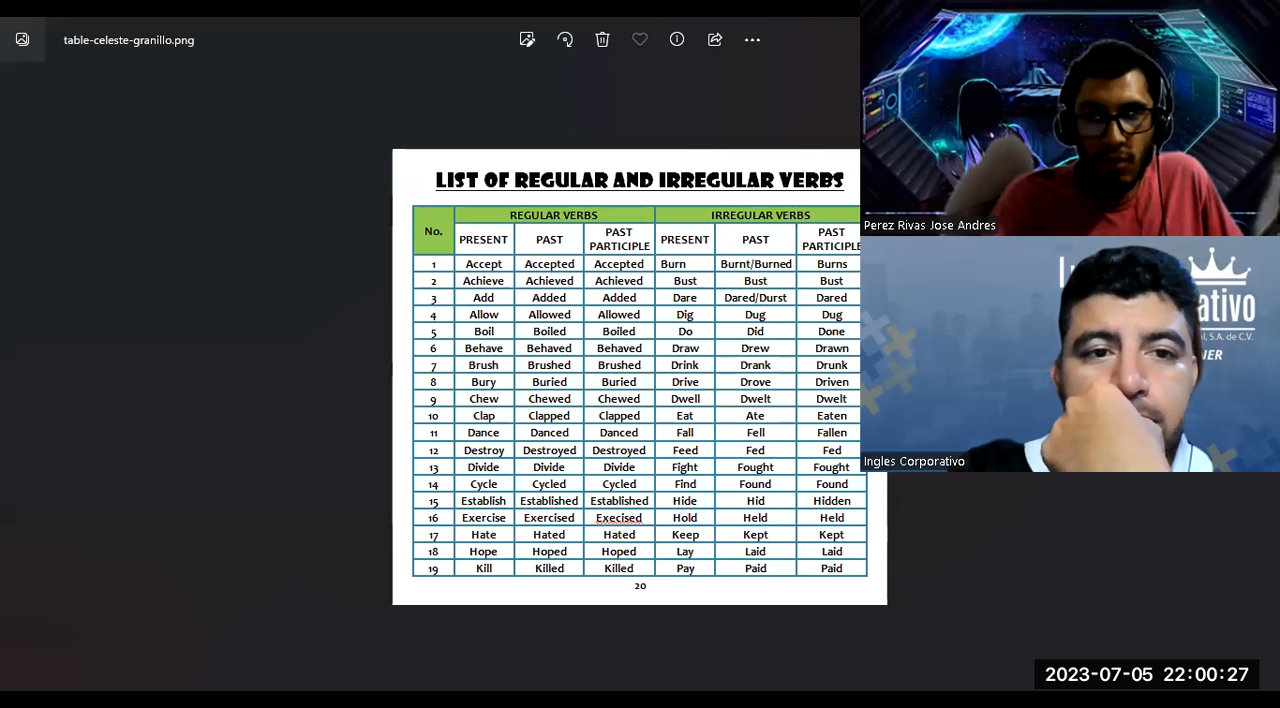 table-celeste-granillo.png
LIST OF REGULAR AND IRREGULAR VERBS
No. REGULAR VERBS IRREGULAR VERBS
PRESENT PAST PAST PARTICIPLE PRESENT PAST PAST PARTICIPLE
1 Accept Accepted Accepted Burn Burnt/Burned Burns
2 Achieve Achieved Achieved Bust Bust Bust
3 Add Added Added Dare Dared/Durst Dared
4 Allow Allowed Allowed Dig Dug Dug
5 Boil Boiled Boiled Do Did Done
6 Behave Behaved Behaved Draw Drew Drawn
7 Brush Brushed Brushed Drink Drank Drunk
8 Bury Buried Buried Drive Drove Driven
9 Chew Chewed Chewed Dwell Dwelt Dwelt
10 Clap Clapped Clapped Eat Ate Eaten
11 Dance Danced Danced Fall Fell Fallen
12 Destroy Destroyed Destroyed Feed Fed Fed
13 Divide Divide Divide Fight Fought Fought
14 Cycle Cycled Cycled Find Found Found
15 Establish Established Established Hide Hid Hidden
16 Exercise Exercised Execised Hold Held Held
17 Hate Hated Hated Keep Kept Kept
18 Hope Hoped Hoped Lay Laid Laid
19 Kill Killed Killed Pay Paid Paid
20
Perez Rivas Jose Andres
ativo
S.A. de C.V.
Ingles Corporativo
2023-07-05 22:00:27